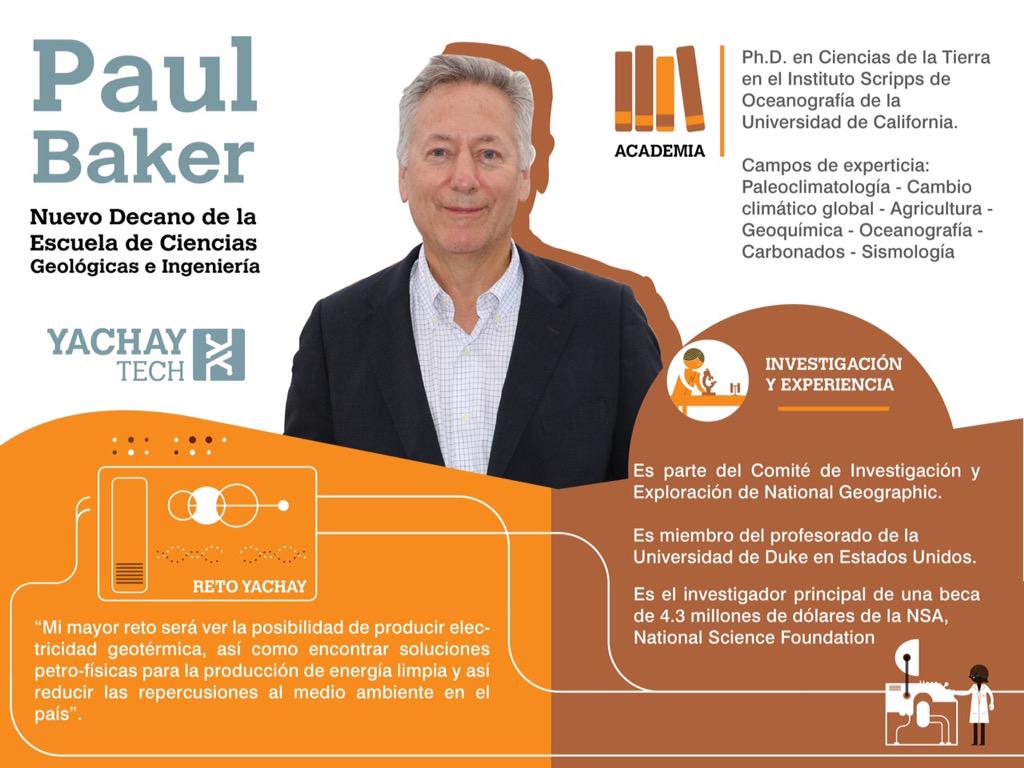 Paul
Baker
Nuevo Decano de la
Escuela de Ciencias
Geológicas e Ingeniería
YACHAY
TECH
ACADEMIA
Ph.D. en Ciencias de la Tierra
en el Instituto Scripps de
Oceanografía de la
Universidad de California.
Campos de experticia:
Paleoclimatología - Cambio
climático global - Agricultura -
Geoquímica - Oceanografía -
Carbonados - Sismología
INVESTIGACIÓN
Y EXPERIENCIA
Es parte del Comité de Investigación y
Exploración de National Geographic.
Es miembro del profesorado de la
Universidad de Duke en Estados Unidos.
Es el investigador principal de una beca
de 4.3 millones de dólares de la NSA,
National Science Foundation
RETO YACHAY
“Mi mayor reto será ver la posibilidad de producir elec-
tricidad geotérmica, así como encontrar soluciones
petro-físicas para la producción de energía limpia y así
reducir las repercusiones al medio ambiente en el
país”.